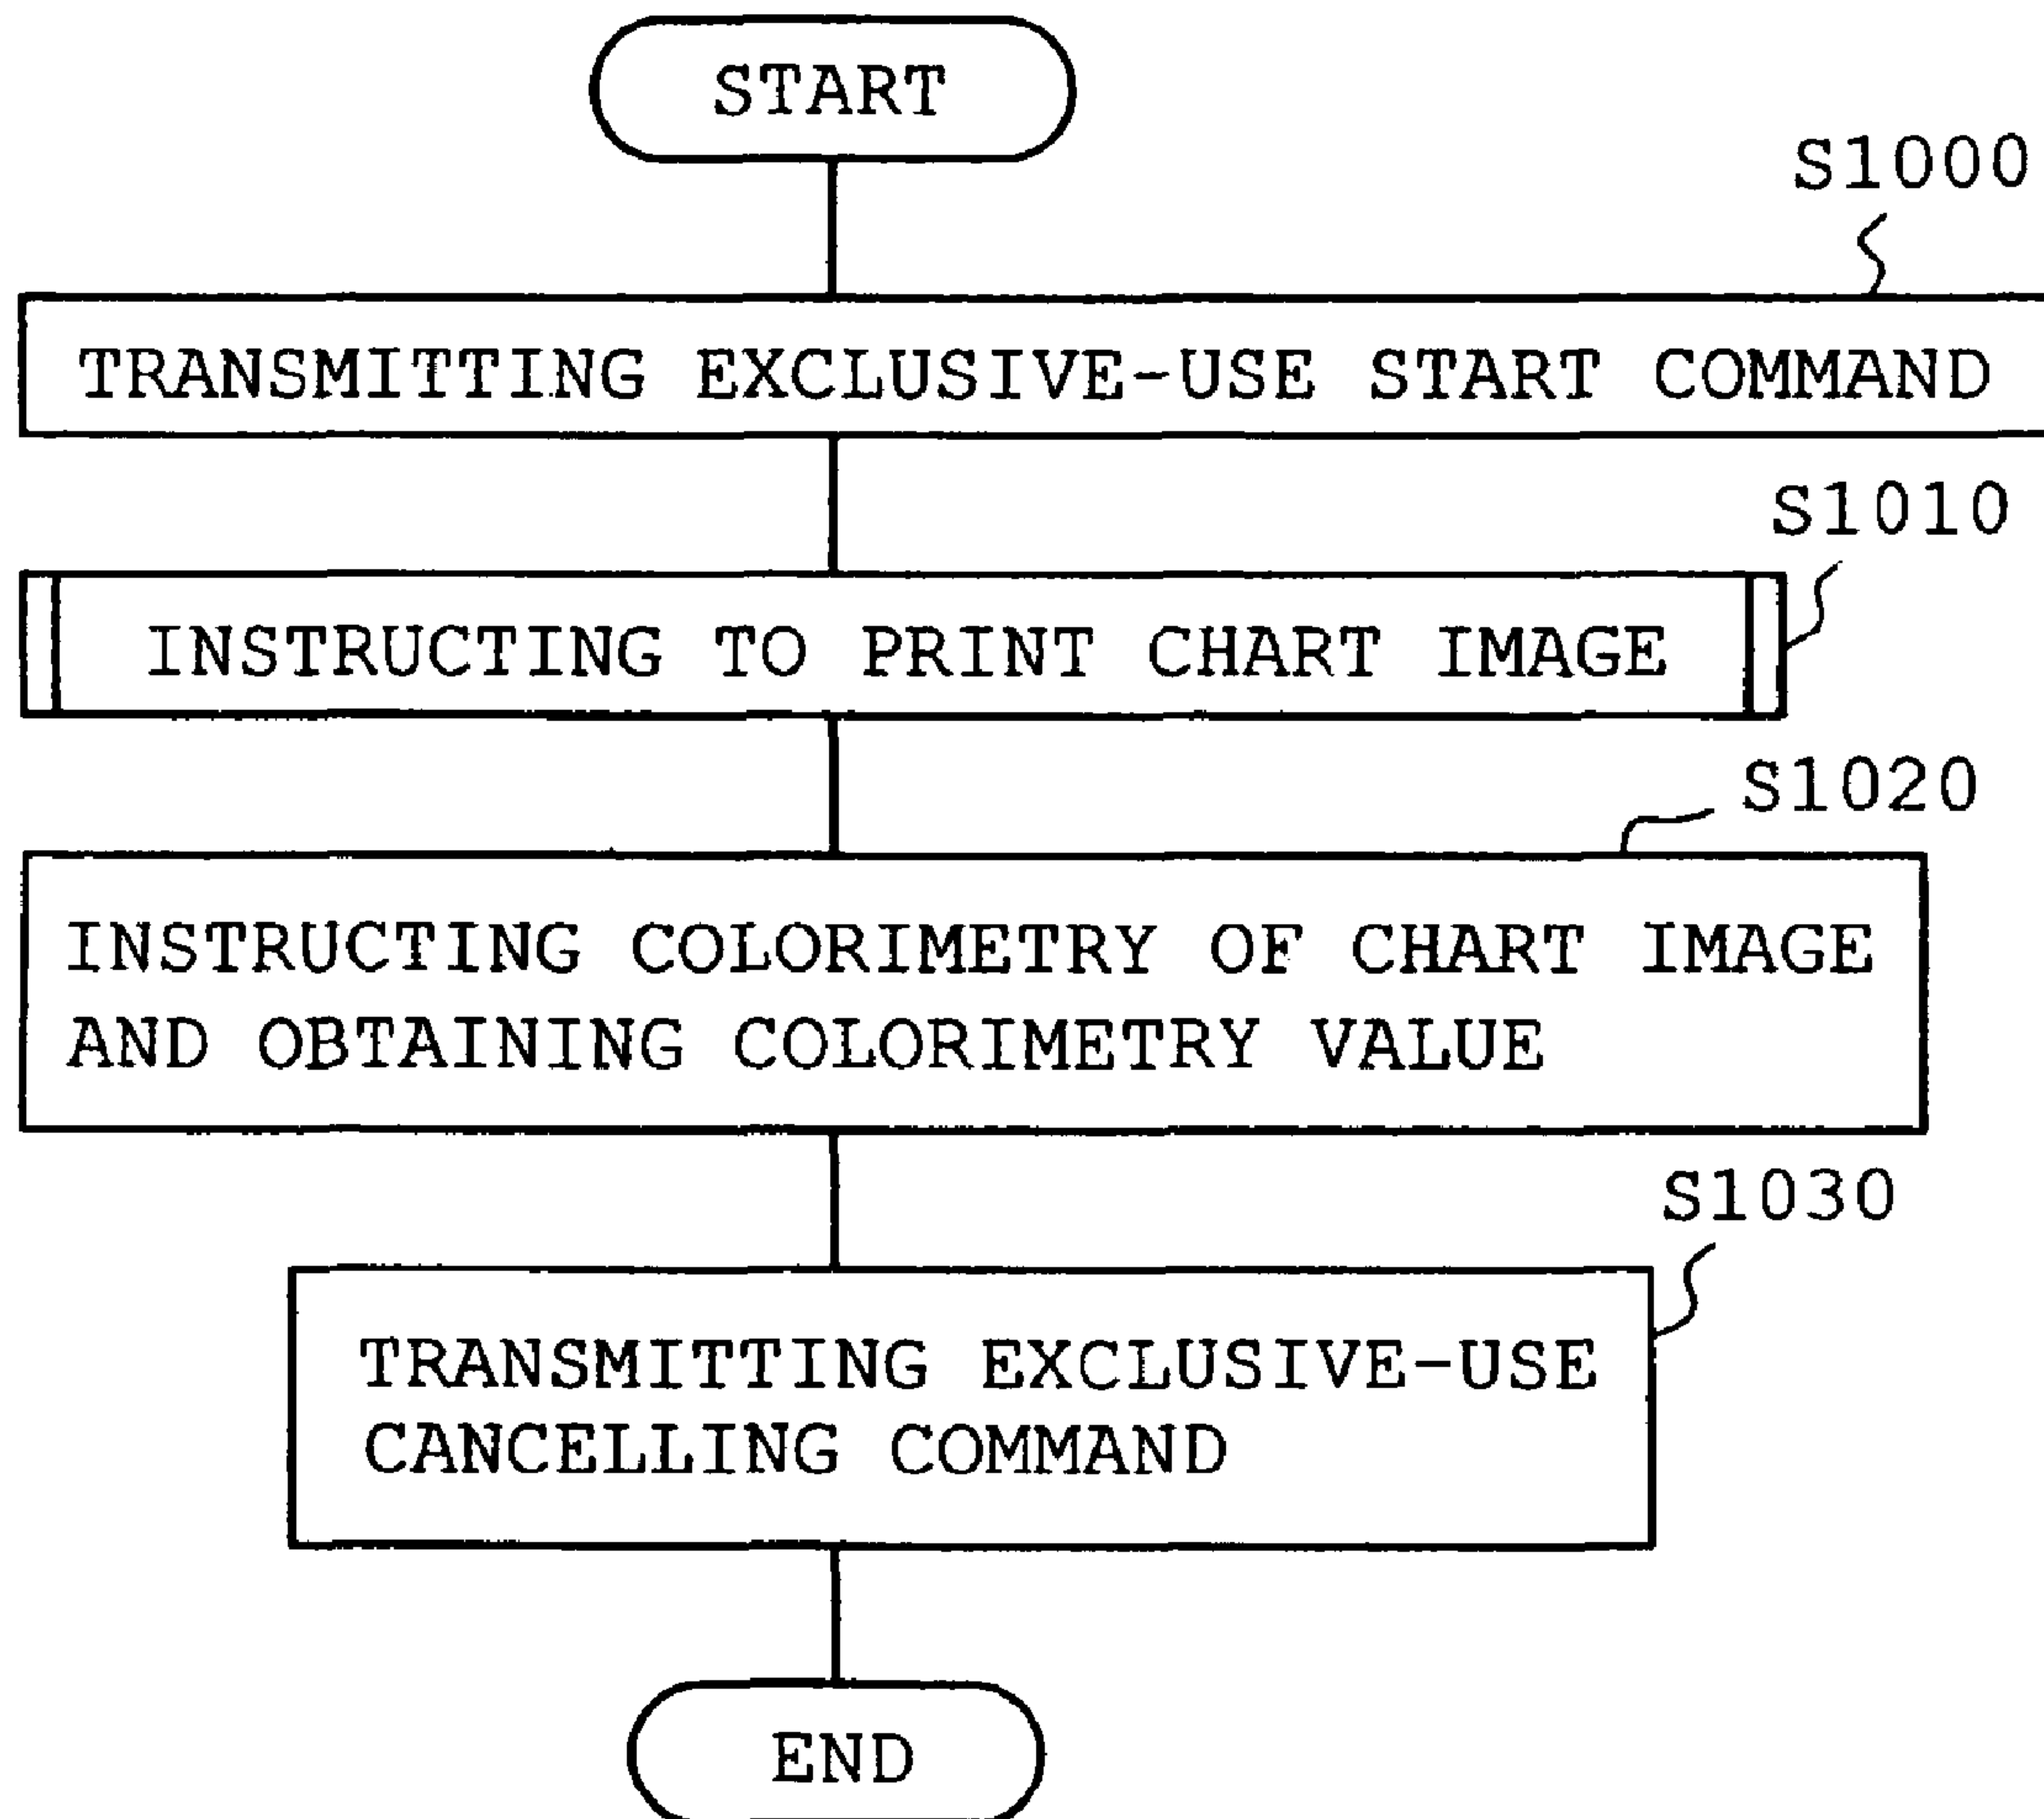 START
S1000
TRANSMITTING EXCLUSIVE-USE START COMMAND
S1010
INSTRUCTING TO PRINT CHART IMAGE
S1020
INSTRUCTING COLORIMETRY OF CHART IMAGE
AND OBTAINING COLORIMETRY VALUE
S1030
TRANSMITTING EXCLUSIVE-USE
CANCELLING COMMAND
END